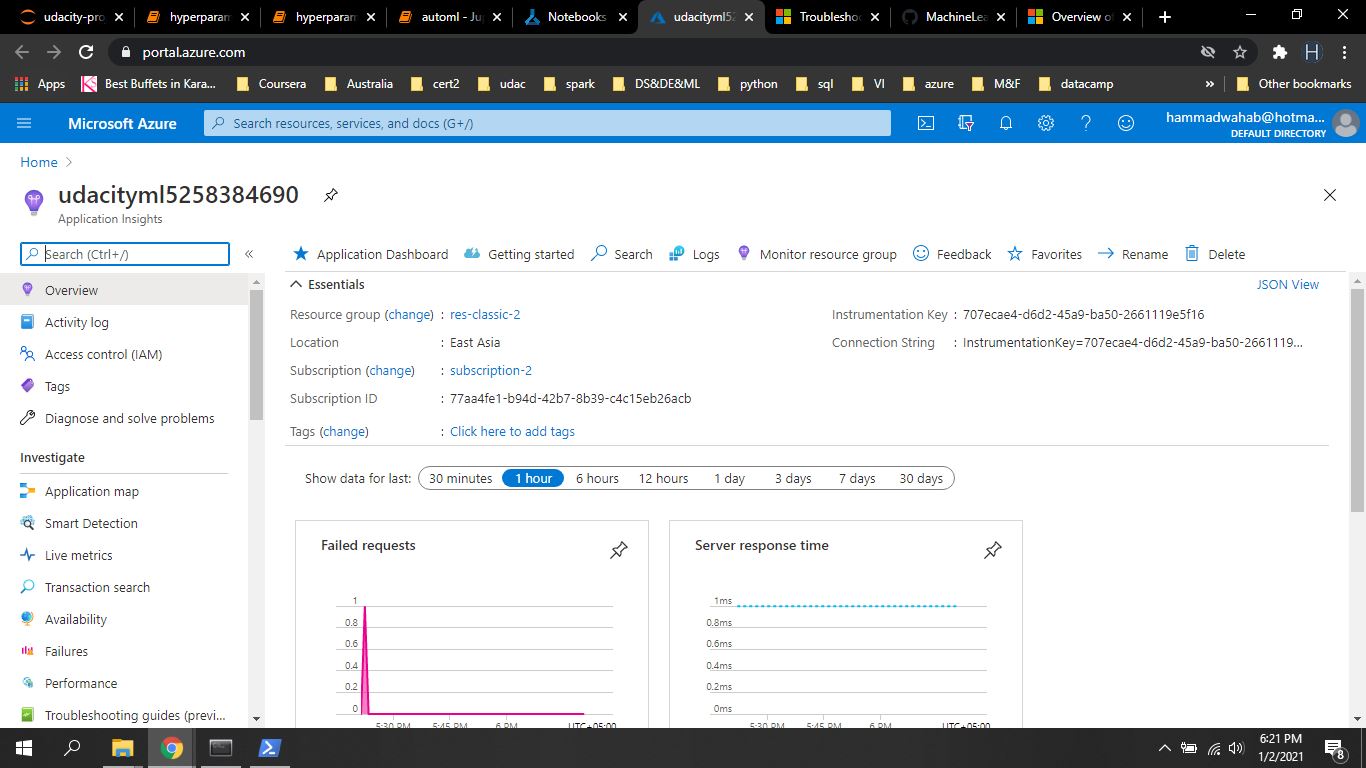 udacity-pro
hyperparam
hyperparam
automl - Ju
Notebooks
udacityml52
Troublesho
MachineLea
Overview of
portal.azure.com
H
Apps
Best Buffets in Kara...
Coursera
Australia
cert2
udac
spark
DS&DE&ML
python
sql
VI
azure
M&F
datacamp
»
Other bookmarks
Microsoft Azure
Search resources, services, and docs (G+/)
hammadwahab@hotma...
DEFAULT DIRECTORY
Home >
udacityml5258384690
Application Insights
Search (Ctrl+/)
«
Application Dashboard
Getting started
Search
Logs
Monitor resource group
Feedback
Favorites
Rename
Delete
Overview
Activity log
Access control (IAM)
Tags
Diagnose and solve problems
Investigate
Application map
Smart Detection
Live metrics
Transaction search
Availability
Failures
Performance
Troubleshooting guides (previ...
Essentials
JSON View
Resource group (change) : res-classic-2
Location : East Asia
Subscription (change) : subscription-2
Subscription ID : 77aa4fe1-b94d-42b7-8b39-c4c15eb26acb
Tags (change) : Click here to add tags
Instrumentation Key : 707ecae4-d6d2-45a9-ba50-2661119e5f16
Connection String : InstrumentationKey=707ecae4-d6d2-45a9-ba50-2661119...
Show data for last: 30 minutes 1 hour 6 hours 12 hours 1 day 3 days 7 days 30 days
Failed requests
1
0.8
0.6
0.4
0.2
0
5:30 PM 5:45 PM 6 PM UTC+05:00
Server response time
1ms
0.8ms
0.6ms
0.4ms
0.2ms
0ms
5:30 PM 5:45 PM 6 PM UTC+05:00
6:21 PM
1/2/2021
8